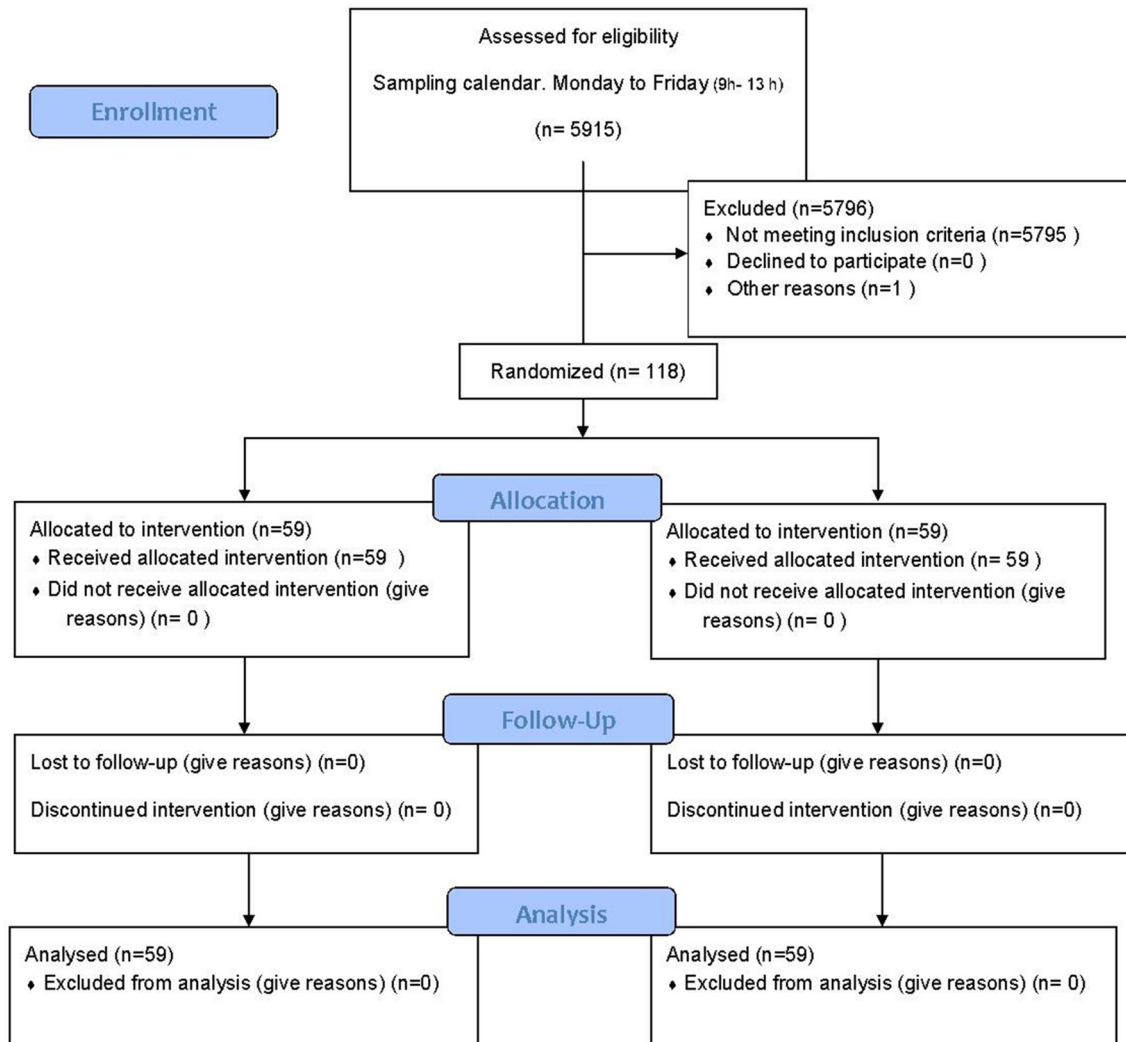 Assessed for eligibility
Sampling calendar. Monday to Friday (9h- 13 h)
(n= 5915)
Enrollment
Excluded (n=5796)
♦ Not meeting inclusion criteria (n=5795 )
♦ Declined to participate (n=0 )
♦ Other reasons (n=1 )
Randomized (n= 118)
Allocation
Allocated to intervention (n=59)
♦ Received allocated intervention (n=59 )
♦ Did not receive allocated intervention (give
reasons) (n= 0 )
Allocated to intervention (n=59)
♦ Received allocated intervention (n= 59 )
♦ Did not receive allocated intervention (give
reasons) (n= 0 )
Follow-Up
Lost to follow-up (give reasons) (n=0)
Discontinued intervention (give reasons) (n= 0)
Lost to follow-up (give reasons) (n=0)
Discontinued intervention (give reasons) (n=0)
Analysis
Analysed (n=59)
♦ Excluded from analysis (give reasons) (n=0)
Analysed (n=59)
♦ Excluded from analysis (give reasons) (n= 0)